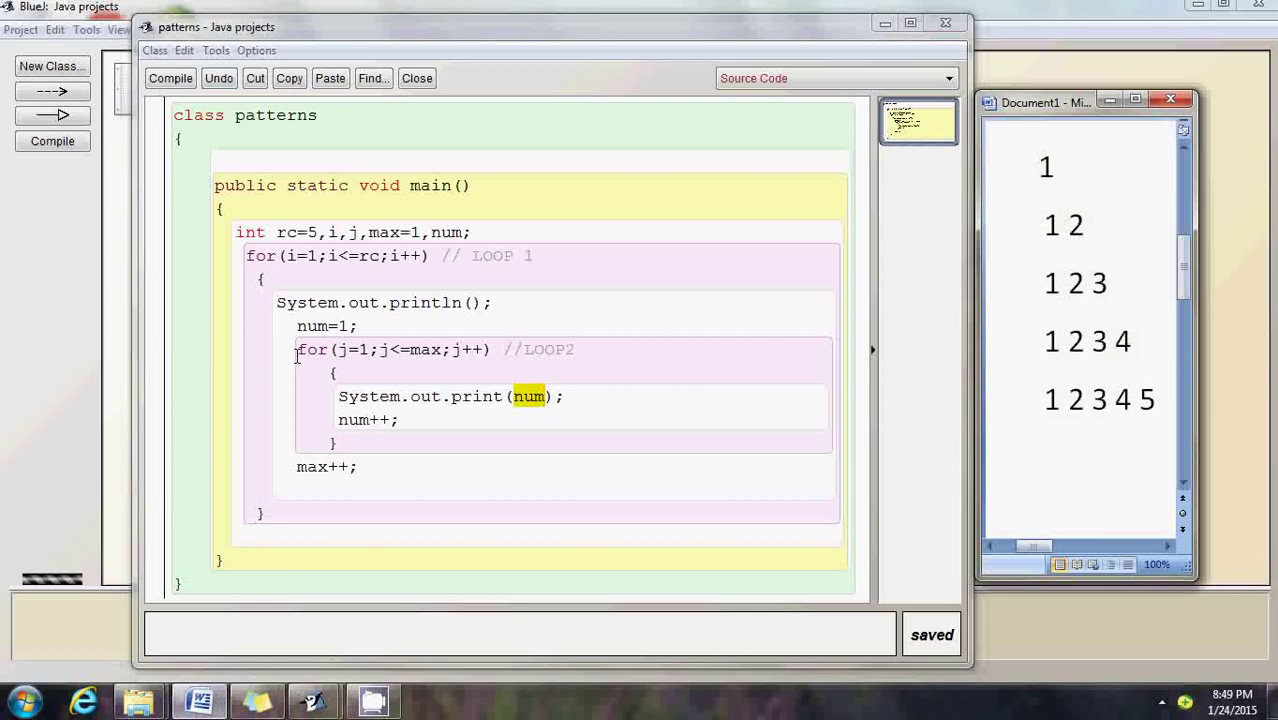 BlueJ: Java projects
Project Edit Tools View
New Class...
Compile
patterns - Java projects
Class Edit Tools Options
Compile Undo Cut Copy Paste Find... Close
Source Code
class patterns
{
public static void main()
{
int rc=5,i,j,max=1,num;
for(i=1;i<=rc;i++) // LOOP 1
{
System.out.println();
num=1;
for(j=1;j<=max;j++) //LOOP2
{
System.out.print(num);
num++;
}
max++;
}
}
}
saved
Document1 - Mi...
1
1 2
1 2 3
1 2 3 4
1 2 3 4 5
100%
8:49 PM
1/24/2015